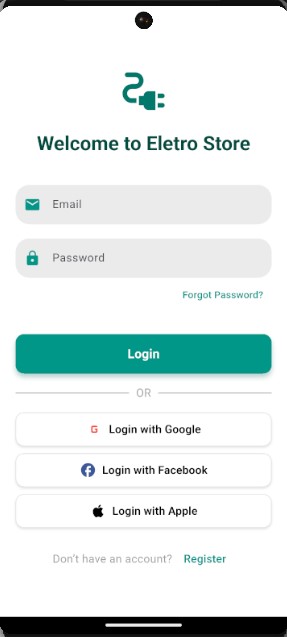 Welcome to Eletro Store
Email
Password
Forgot Password?
Login
OR
G Login with Google
Login with Facebook
Login with Apple
Don't have an account? Register